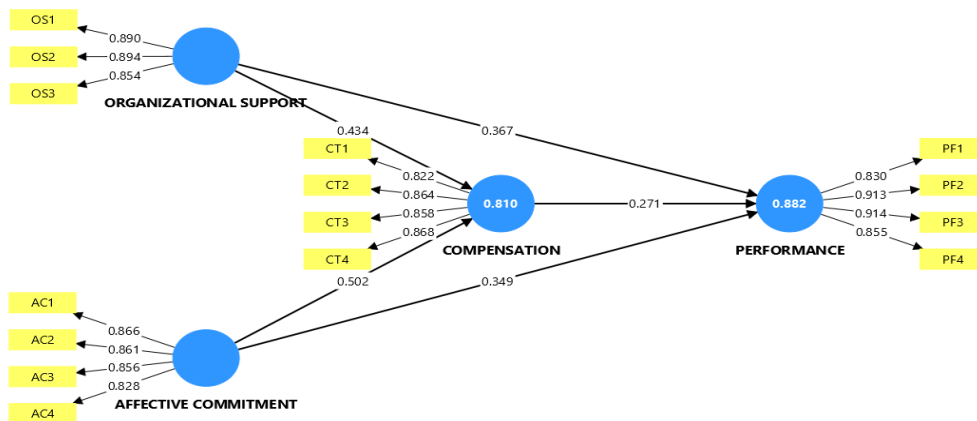 OS1
0.890
OS2
0.894
OS3
0.854
ORGANIZATIONAL SUPPORT
0.434
0.367
CT1
0.822
CT2
0.864
CT3
0.858
CT4
0.868
0.810
COMPENSATION
0.271
0.882
PERFORMANCE
0.830
PF1
0.913
PF2
0.914
PF3
0.855
PF4
0.502
0.349
AC1
0.866
AC2
0.861
AC3
0.856
AC4
0.828
AFFECTIVE COMMITMENT